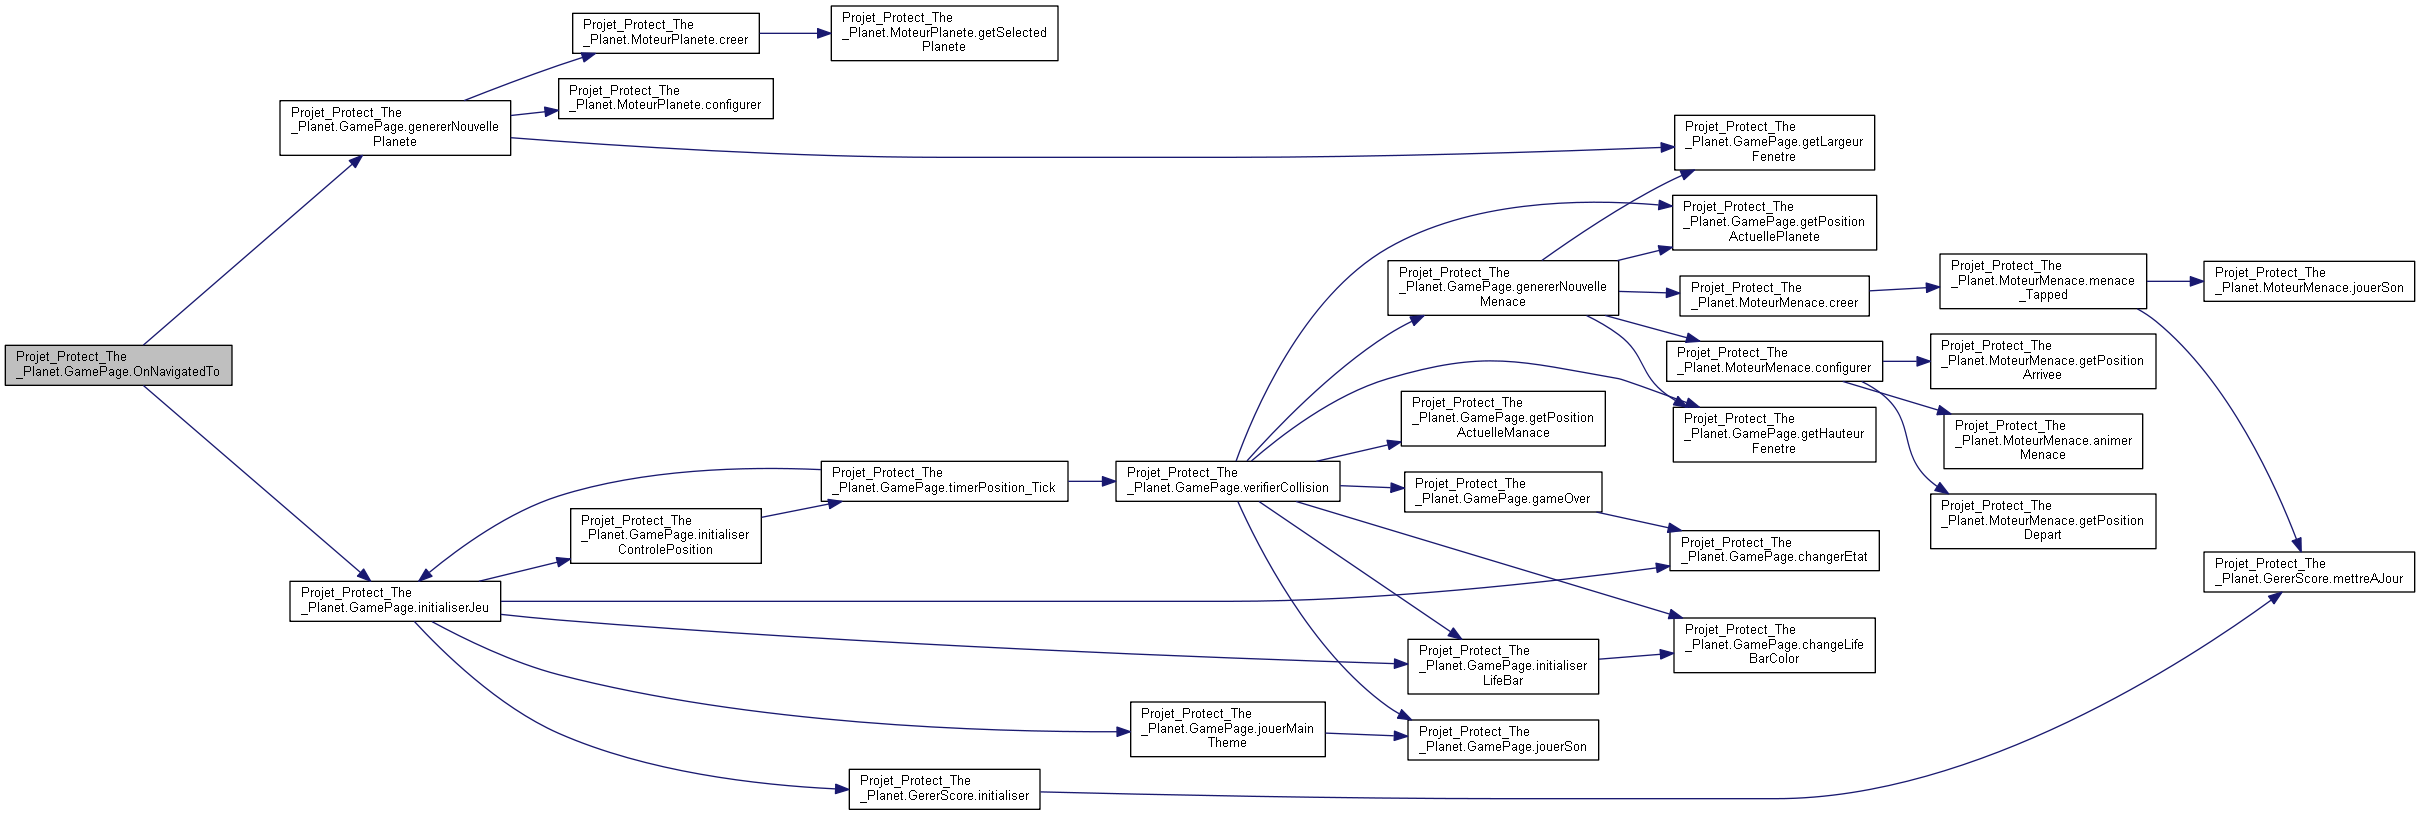 Projet_Protect_The
_Planet.GamePage.OnNavigatedTo
Projet_Protect_The
_Planet.GamePage.genererNouvelle
Planete
Projet_Protect_The
_Planet.MoteurPlanete.creer
Projet_Protect_The
_Planet.MoteurPlanete.getSelected
Planete
Projet_Protect_The
_Planet.MoteurPlanete.configurer
Projet_Protect_The
_Planet.GamePage.getLargeur
Fenetre
Projet_Protect_The
_Planet.GamePage.getPosition
ActuellePlanete
Projet_Protect_The
_Planet.GamePage.genererNouvelle
Menace
Projet_Protect_The
_Planet.MoteurMenace.creer
Projet_Protect_The
_Planet.MoteurMenace.menace
_Tapped
Projet_Protect_The
_Planet.MoteurMenace.jouerSon
Projet_Protect_The
_Planet.MoteurMenace.configurer
Projet_Protect_The
_Planet.MoteurMenace.getPosition
Arrivee
Projet_Protect_The
_Planet.GamePage.getPosition
ActuelleManace
Projet_Protect_The
_Planet.GamePage.getHauteur
Fenetre
Projet_Protect_The
_Planet.MoteurMenace.animer
Menace
Projet_Protect_The
_Planet.GamePage.timerPosition_Tick
Projet_Protect_The
_Planet.GamePage.verifierCollision
Projet_Protect_The
_Planet.GamePage.gameOver
Projet_Protect_The
_Planet.MoteurMenace.getPosition
Depart
Projet_Protect_The
_Planet.GamePage.initialiser
ControlePosition
Projet_Protect_The
_Planet.GamePage.changerEtat
Projet_Protect_The
_Planet.GererScore.mettreAJour
Projet_Protect_The
_Planet.GamePage.initialiserJeu
Projet_Protect_The
_Planet.GamePage.initialiser
LifeBar
Projet_Protect_The
_Planet.GamePage.changeLife
BarColor
Projet_Protect_The
_Planet.GamePage.jouerMain
Theme
Projet_Protect_The
_Planet.GamePage.jouerSon
Projet_Protect_The
_Planet.GererScore.initialiser